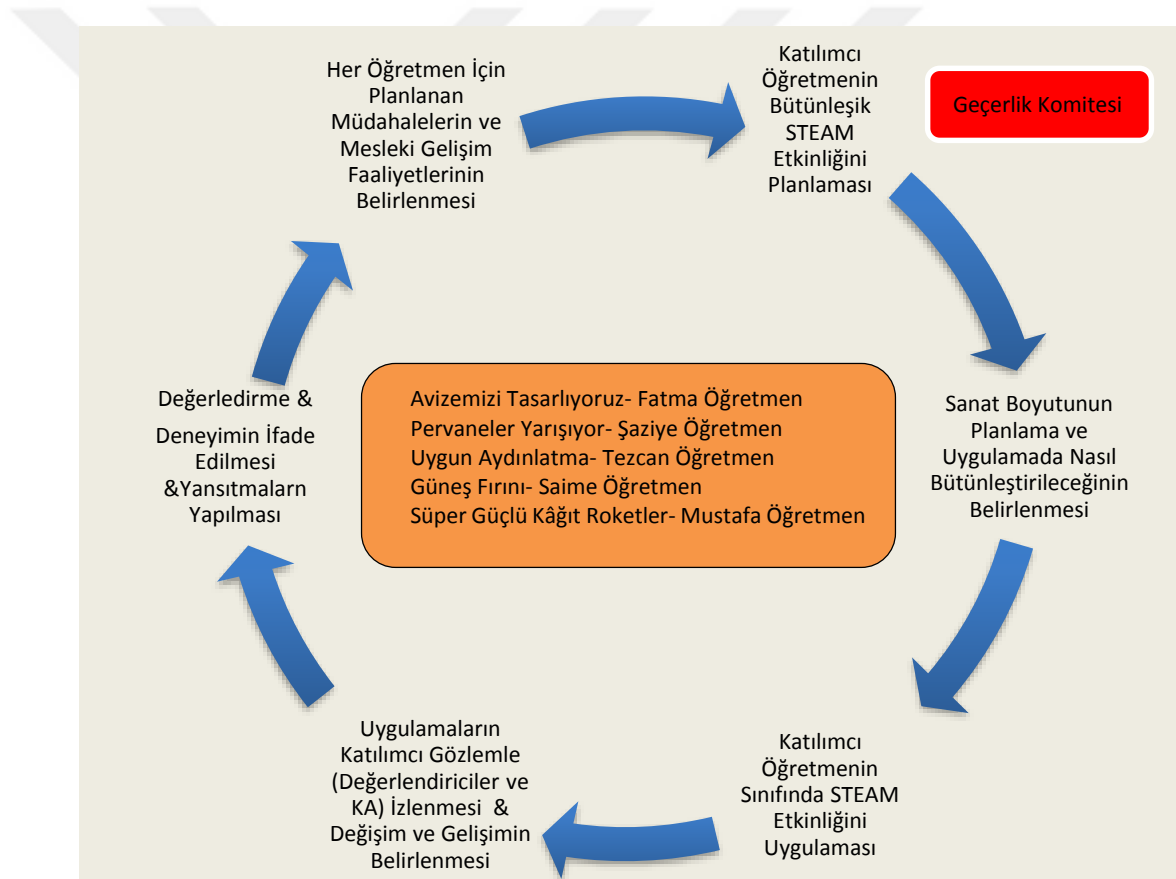 Her Öğretmen İçin
Planlanan
Müdahalelerin ve
Mesleki Gelişim
Faaliyetlerinin
Belirlenmesi
Katılımcı
Öğretmenin
Bütünleşik
STEAM
Etkinliğini
Planlaması
Geçerlik Komitesi
Sanat Boyutunun
Planlama ve
Uygulamada Nasıl
Bütünleştirileceğinin
Belirlenmesi
Katılımcı
Öğretmenin
Sınıfında STEAM
Etkinliğini
Uygulaması
Uygulamaların
Katılımcı Gözlemle
(Değerlendiriciler ve
KA) İzlenmesi &
Değişim ve Gelişimin
Belirlenmesi
Değerledirme &
Deneyimin İfade
Edilmesi
&Yansıtmalarn
Yapılması
Avizemizi Tasarlıyoruz- Fatma Öğretmen
Pervaneler Yarışıyor- Şaziye Öğretmen
Uygun Aydınlatma- Tezcan Öğretmen
Güneş Fırını- Saime Öğretmen
Süper Güçlü Kâğıt Roketler- Mustafa Öğretmen